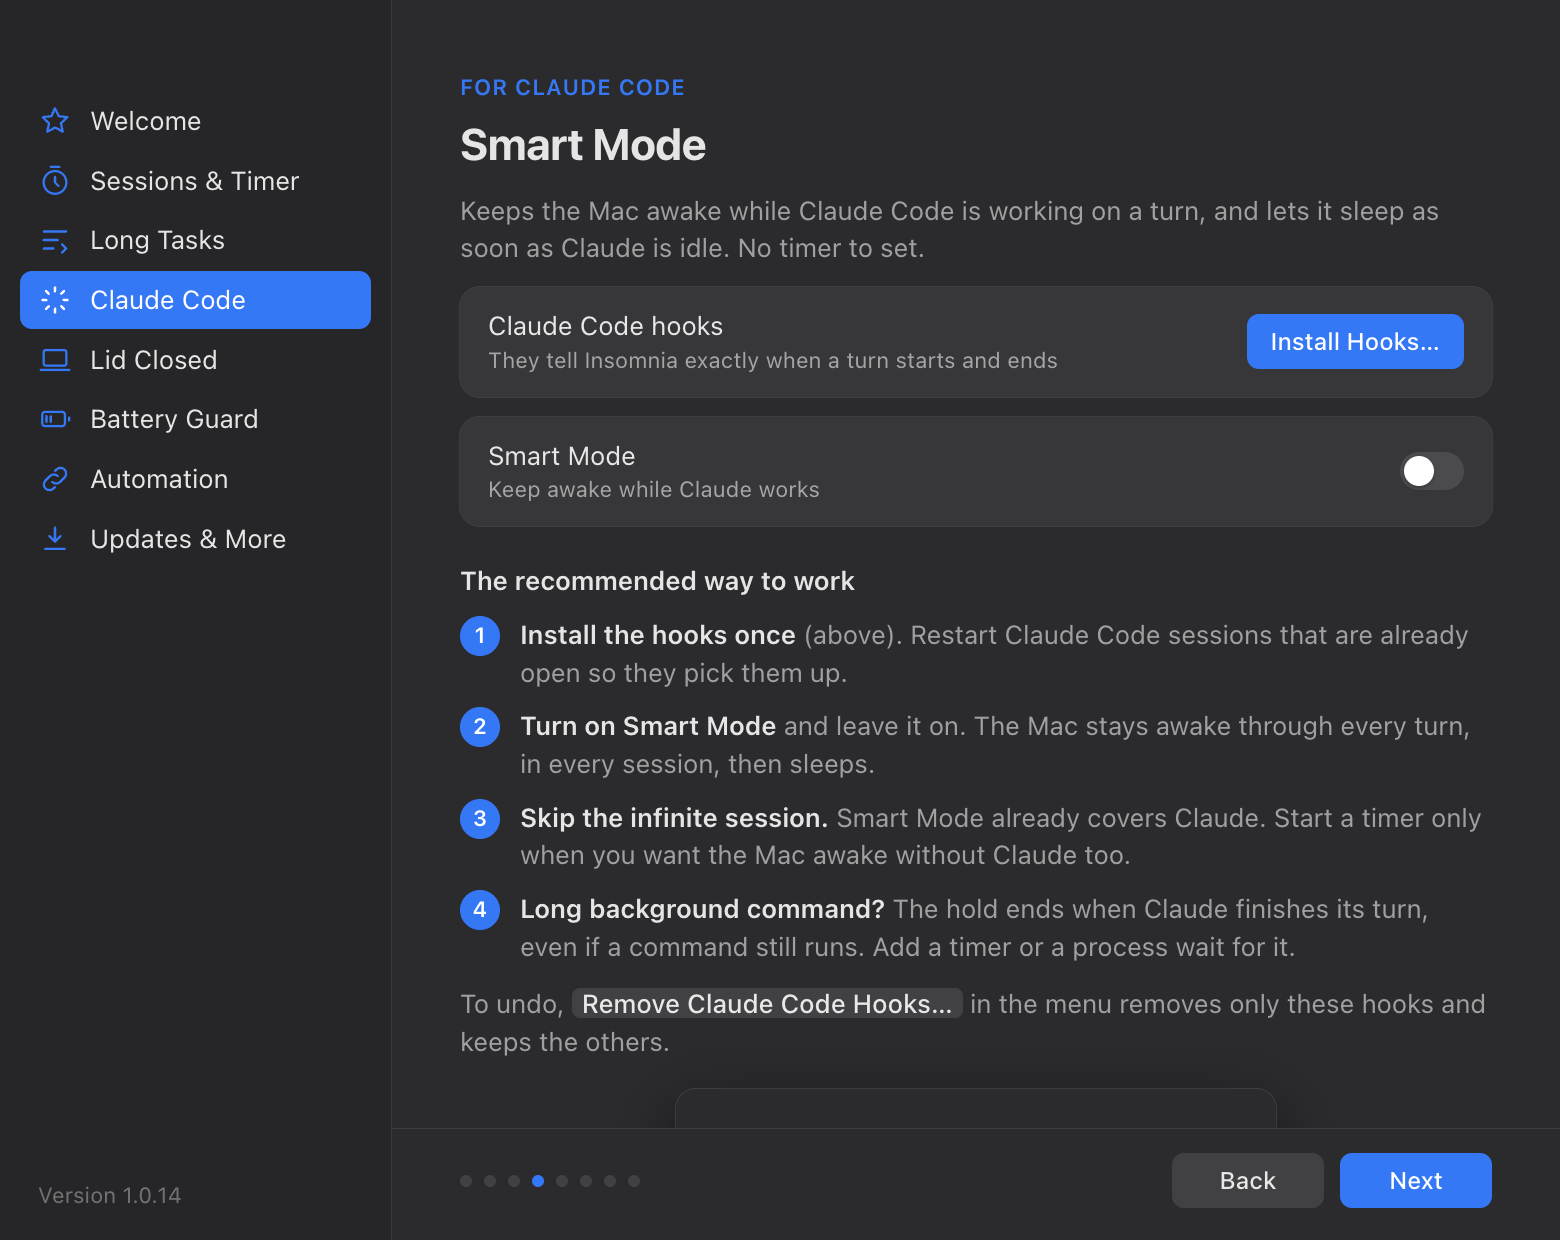 Welcome
Sessions & Timer
Long Tasks
Claude Code
Lid Closed
Battery Guard
Automation
Updates & More
Version 1.0.14
FOR CLAUDE CODE
Smart Mode
Keeps the Mac awake while Claude Code is working on a turn, and lets it sleep as
soon as Claude is idle. No timer to set.
Claude Code hooks
They tell Insomnia exactly when a turn starts and ends
Install Hooks...
Smart Mode
Keep awake while Claude works
The recommended way to work
1 Install the hooks once (above). Restart Claude Code sessions that are already
open so they pick them up.
2 Turn on Smart Mode and leave it on. The Mac stays awake through every turn,
in every session, then sleeps.
3 Skip the infinite session. Smart Mode already covers Claude. Start a timer only
when you want the Mac awake without Claude too.
4 Long background command? The hold ends when Claude finishes its turn,
even if a command still runs. Add a timer or a process wait for it.
To undo, Remove Claude Code Hooks... in the menu removes only these hooks and
keeps the others.
Back
Next